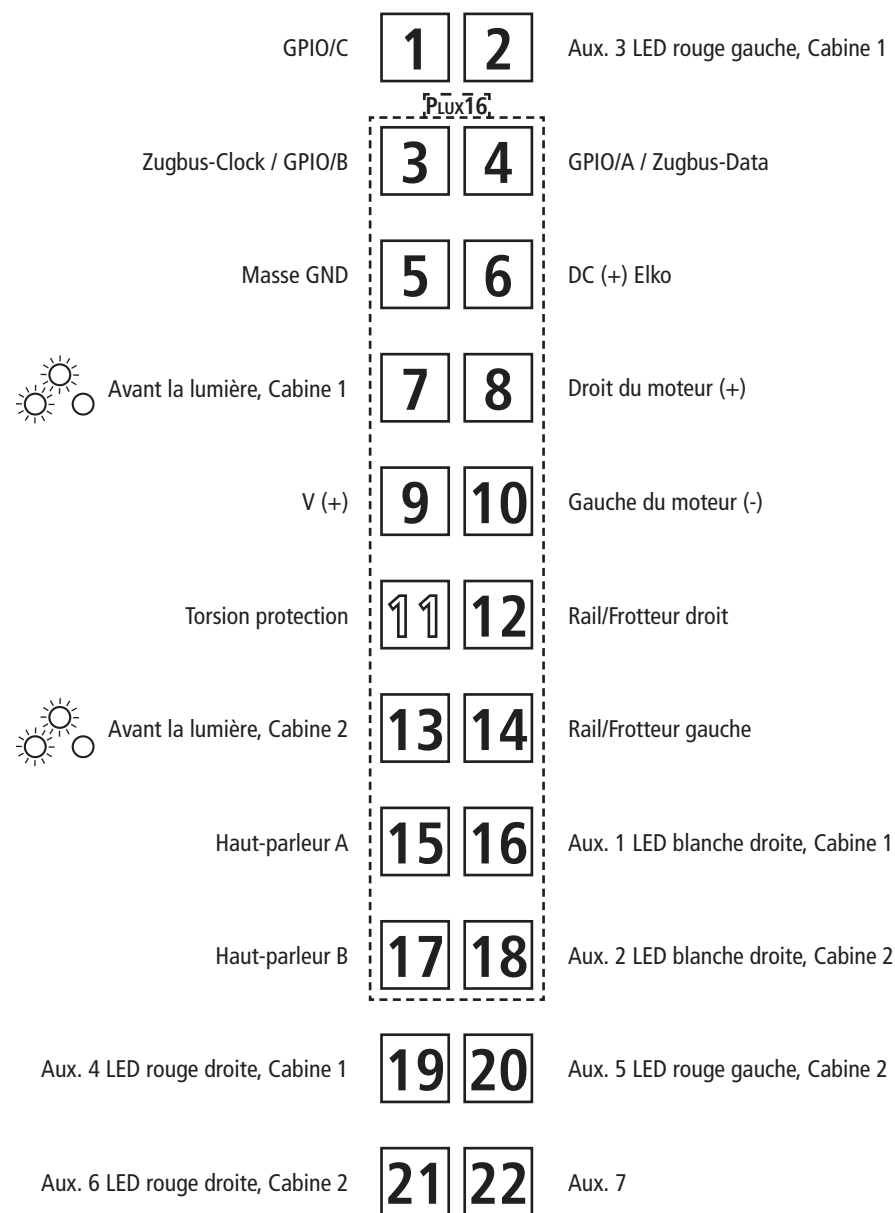 GPIO/C 1 2 Aux. 3 LED rouge gauche, Cabine 1
PLUX16
Zugbus-Clock / GPIO/B 3 4 GPIO/A / Zugbus-Data
Masse GND 5 6 DC (+) Elko
Avant la lumière, Cabine 1 7 8 Droit du moteur (+)
V (+) 9 10 Gauche du moteur (-)
Torsion protection 11 12 Rail/Frotteur droit
Avant la lumière, Cabine 2 13 14 Rail/Frotteur gauche
Haut-parleur A 15 16 Aux. 1 LED blanche droite, Cabine 1
Haut-parleur B 17 18 Aux. 2 LED blanche droite, Cabine 2
Aux. 4 LED rouge droite, Cabine 1 19 20 Aux. 5 LED rouge gauche, Cabine 2
Aux. 6 LED rouge droite, Cabine 2 21 22 Aux. 7